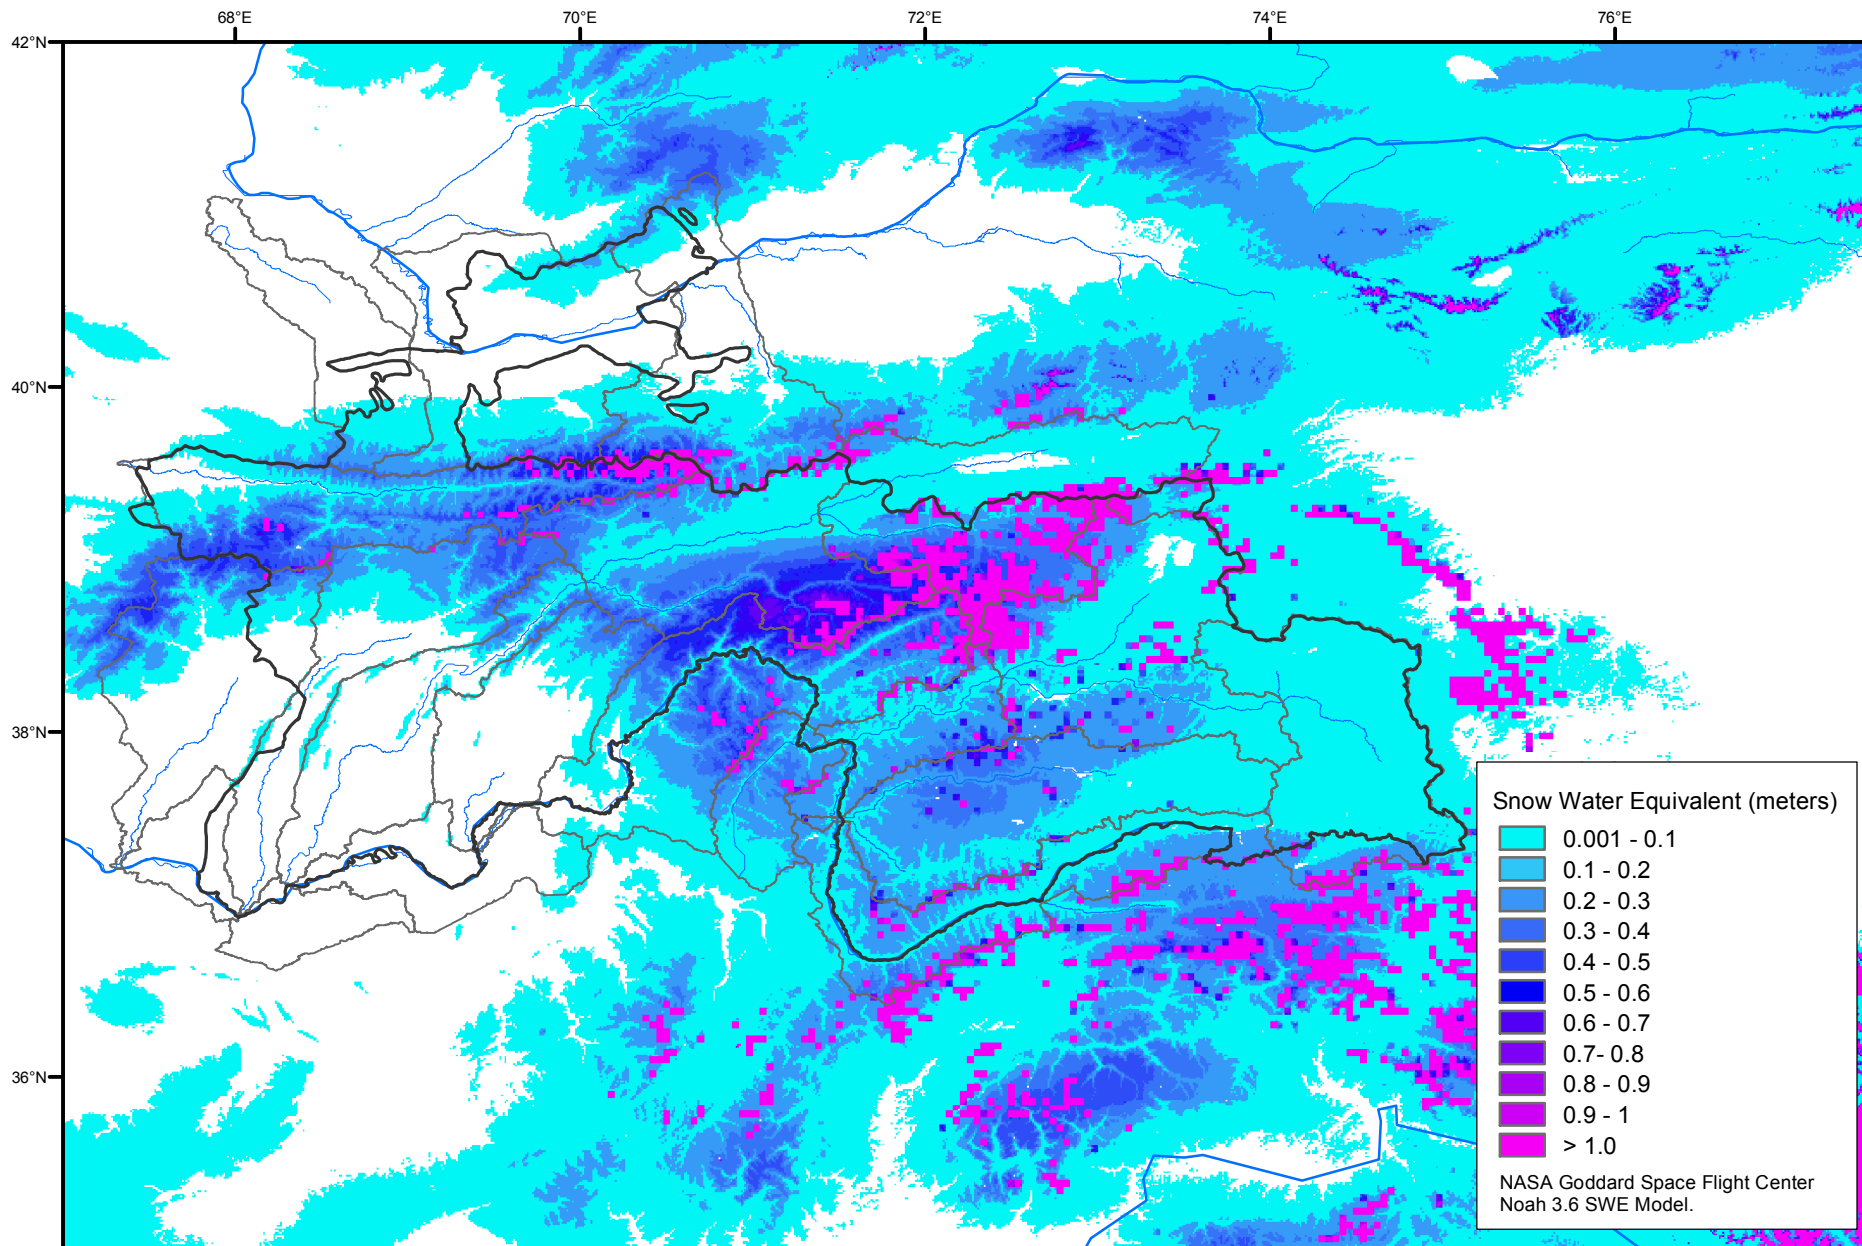 68°E
70°E
72°E
74°E
76°E
42°N
40°N
38°N
36°N
Snow Water Equivalent (meters)
0.001 - 0.1
0.1 - 0.2
0.2 - 0.3
0.3 - 0.4
0.4 - 0.5
0.5 - 0.6
0.6 - 0.7
0.7- 0.8
0.8 - 0.9
0.9 - 1
> 1.0
NASA Goddard Space Flight Center
Noah 3.6 SWE Model.